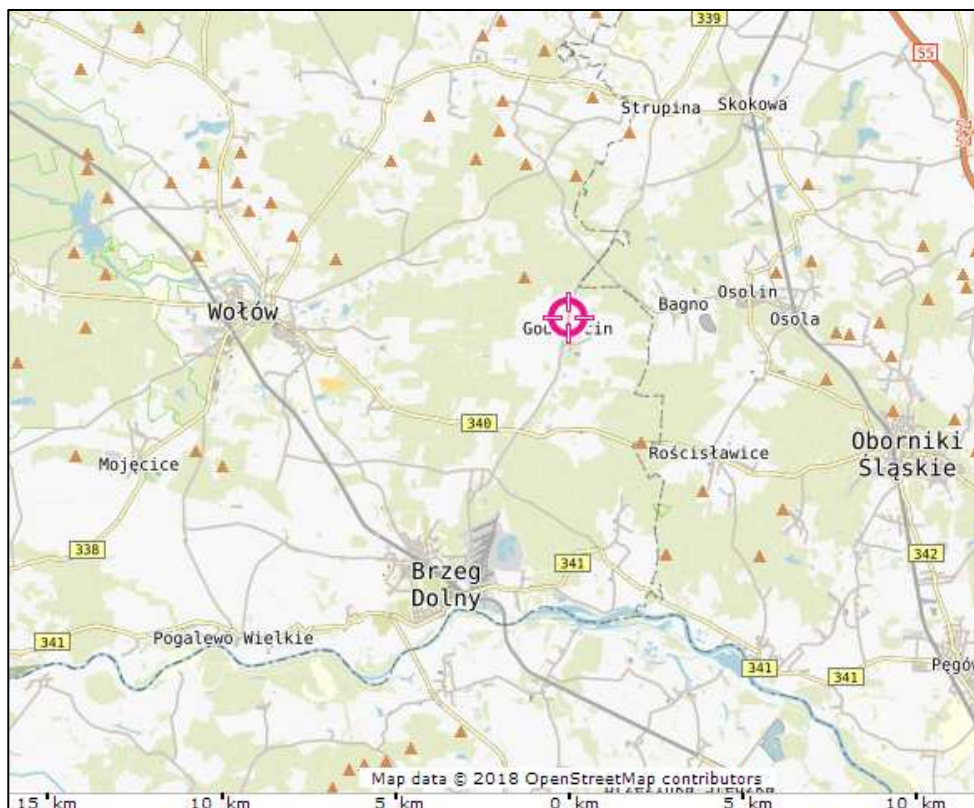 339
55
Strupina
Skokowa
Osolin
Bagno
Osola
Wołów
340
Oborniki
Śląskie
Rościsławice
Mojęcice
338
Brzeg
Dolny
341
342
341
Pogalewo Wielkie
341
341
Pęgów
Map data © 2018 OpenStreetMap contributors
15 km
10 km
5 km
0 km
5 km
10 km